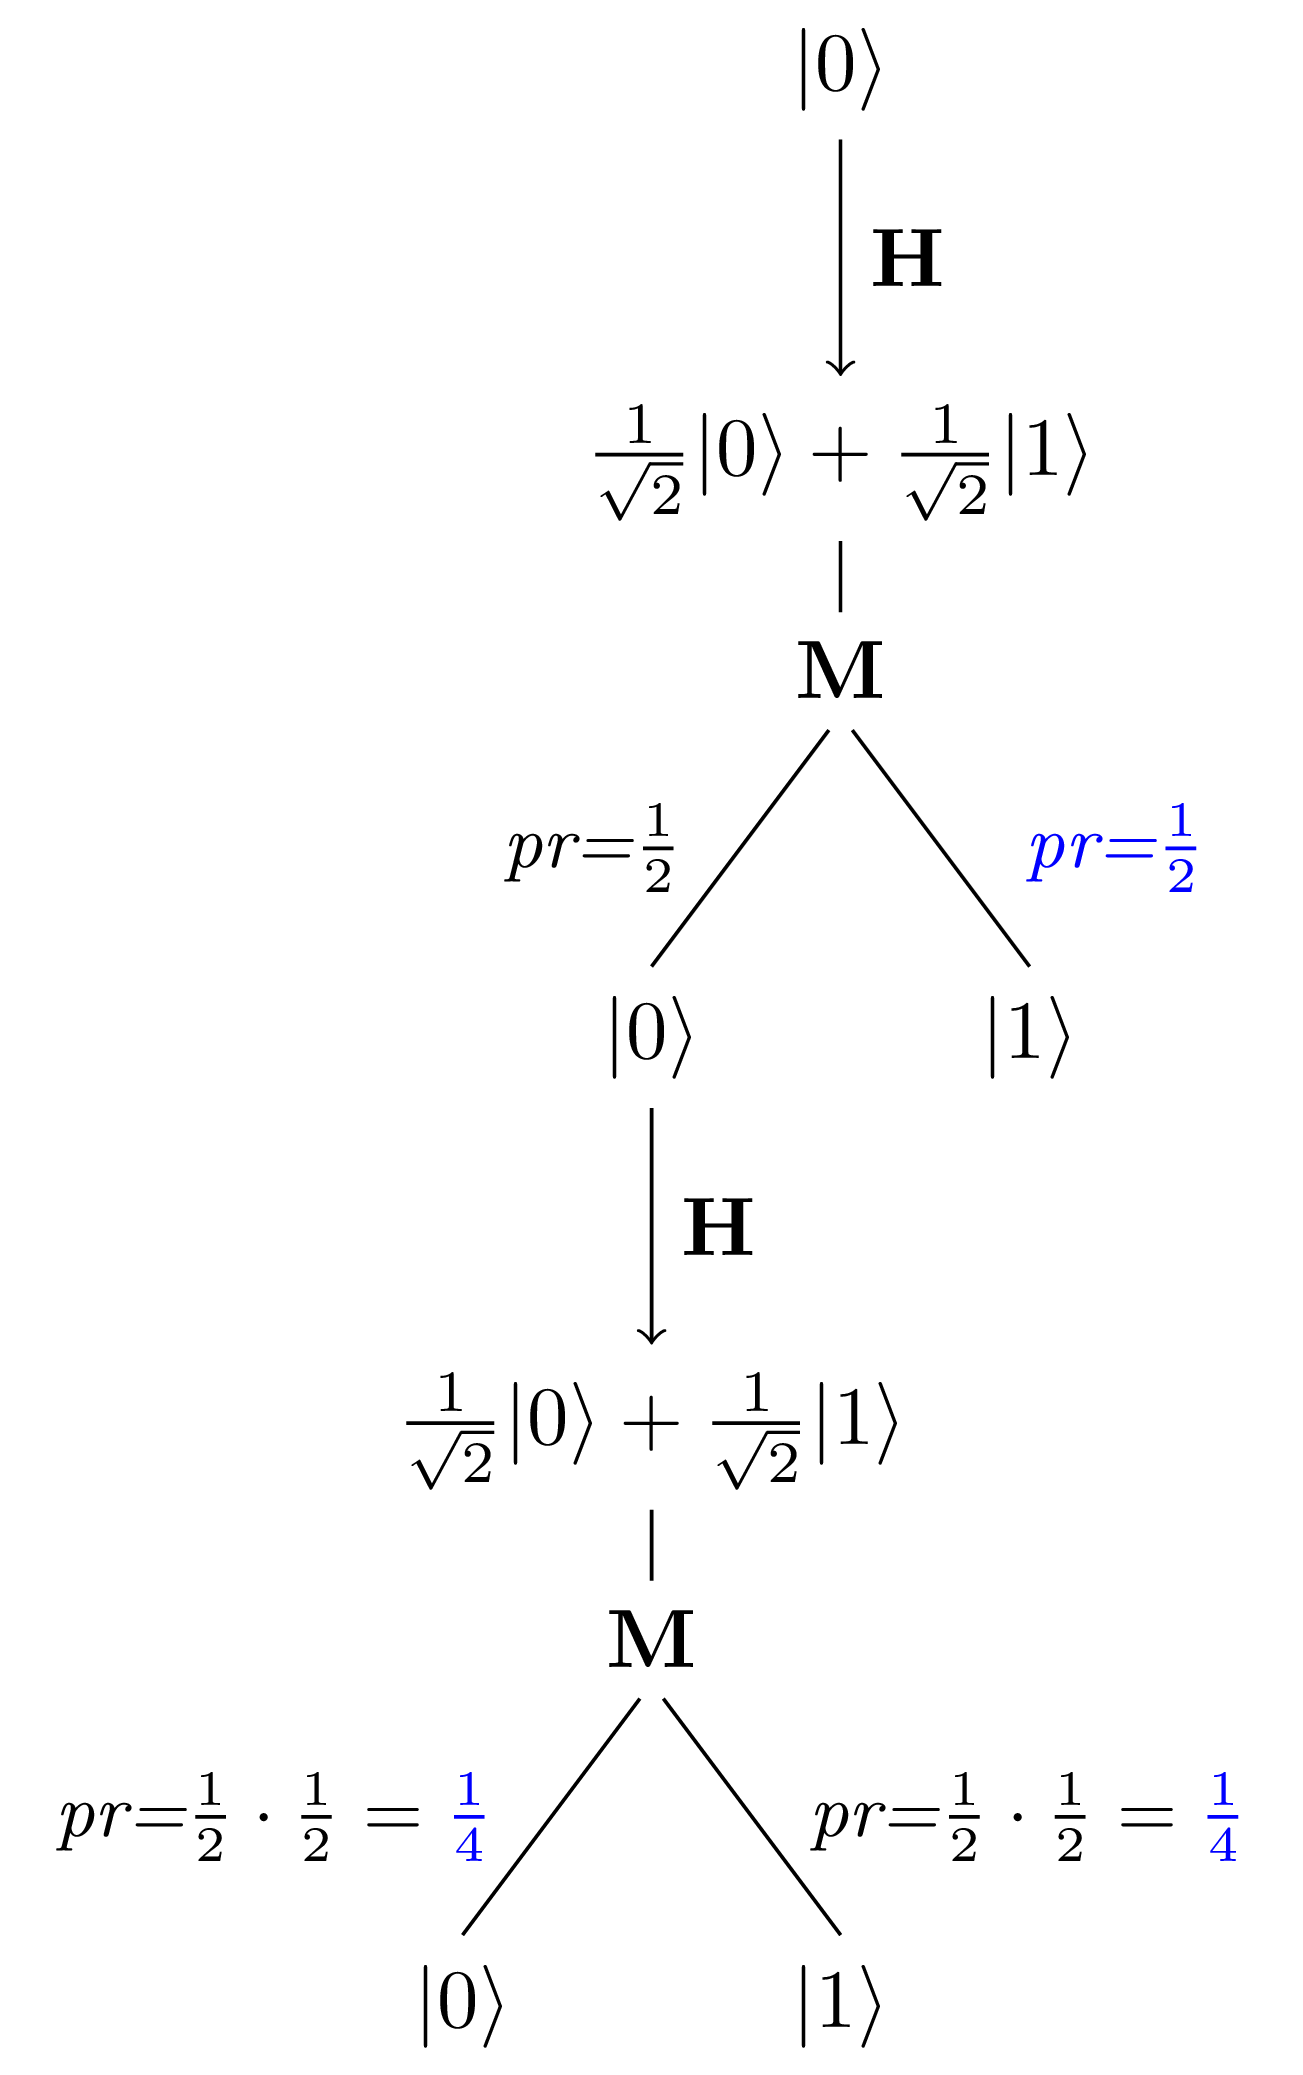 |0⟩
H
1/√2|0⟩ + 1/√2|1⟩
M
pr=1/2 pr=1/2
|0⟩ |1⟩
H
1/√2|0⟩ + 1/√2|1⟩
M
pr=1/2 · 1/2 = 1/4 pr=1/2 · 1/2 = 1/4
|0⟩ |1⟩